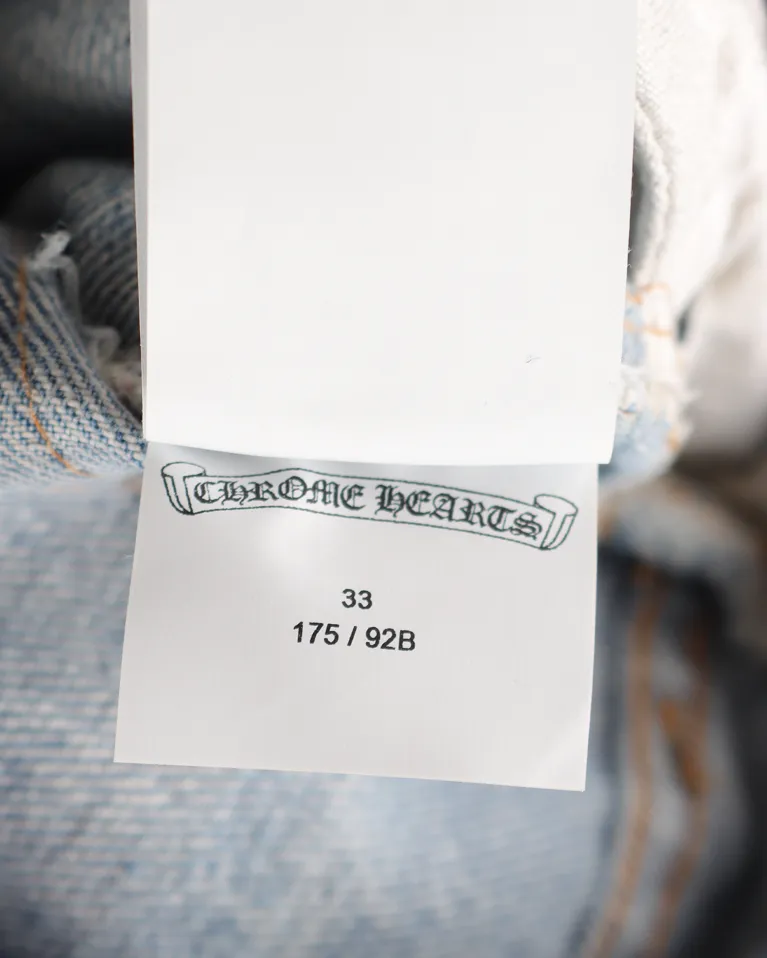 CHROME HEARTS
33
175 / 92B